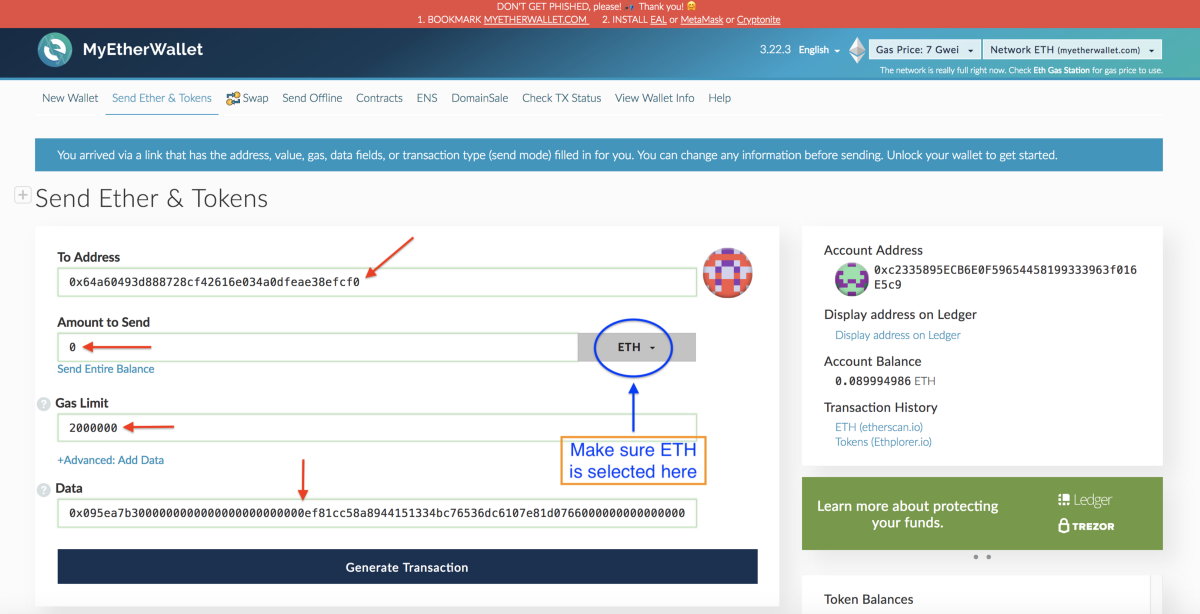 DON'T GET PHISHED, please! Thank you!
1. BOOKMARK MYETHERWALLET.COM 2. INSTALL EAL or MetaMask or Cryptonite
MyEtherWallet
3.22.3 English
Gas Price: 7 Gwei
Network ETH (myetherwallet.com)
The network is really full right now. Check Eth Gas Station for gas price to use.
New Wallet Send Ether & Tokens Swap Send Offline Contracts ENS DomainSale Check TX Status View Wallet Info Help
You arrived via a link that has the address, value, gas, data fields, or transaction type (send mode) filled in for you. You can change any information before sending. Unlock your wallet to get started.
+ Send Ether & Tokens
To Address
0x64a60493d888728cf42616e034a0dfeae38efcf0
Amount to Send
0
ETH
Send Entire Balance
? Gas Limit
2000000
+Advanced: Add Data
Make sure ETH
is selected here
? Data
0x095ea7b3000000000000000000000000ef81cc58a8944151334bc76536dc6107e81d0766000000000000000
Generate Transaction
Account Address
0xc2335895ECB6E0F59654458199333963f016
E5c9
Display address on Ledger
Display address on Ledger
Account Balance
0.089994986 ETH
Transaction History
ETH (etherscan.io)
Tokens (Ethplorer.io)
Learn more about protecting
your funds.
Ledger
TREZOR
Token Balances